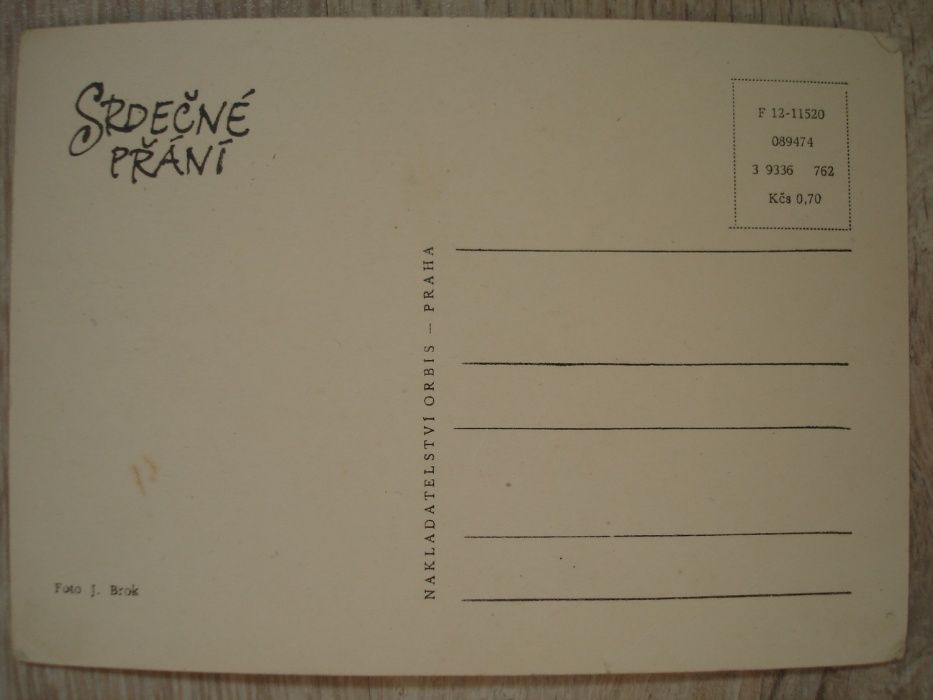 SRDEČNÉ
PŘÁNÍ
F 12-11520
089474
3 9336 762
Kčs 0,70
NAKLADATELSTVÍ ORBIS – PRAHA
Foto J. Brok